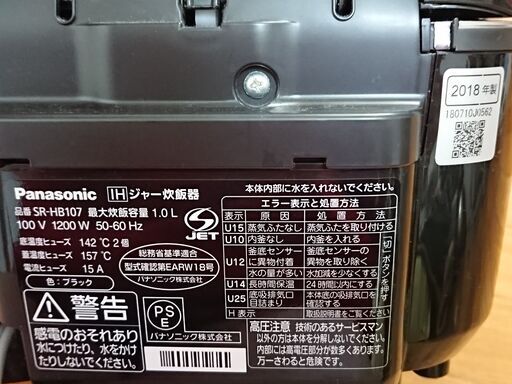 2018年製
180710J0562
Panasonic IHジャー炊飯器
品番 SR-HB107 最大炊飯容量 1.0 L
100 V 1200 W 50-60 Hz
底温度ヒューズ 142 ℃ 2 個
蓋温度ヒューズ 157 ℃
電流ヒューズ 15 A
色：ブラック
S JET
総務省基準適合
型式確認第EARW18号
パナソニック株式会社
警告
感電のおそれあり
水につけたり、水をかけ
たりしないでください。
PSE
パナソニック株式会社
本体内部に水を入れないでください。
エラー表示と処置
表示 原因 処置
U15 蒸気ふたなし 蒸気ふたを取り付ける
U10 内釜なし 内釜を入れる
U12 釜底センサーに異物付着 釜底センサーの異物を取り除く
水の量が多い 水加減を少なくする
U14 長時間保温 24時間以内にする
U25 底の吸排気口目詰まり 本体底の吸排気口を確認する
H 表示 取扱説明書をご覧ください
「切」ボタンを押す
高圧注意 技術のあるサービスマン
以外の方は本体を分解しないでください。
内部には高電圧部分が数多くありますので、
万一さわると危険です。